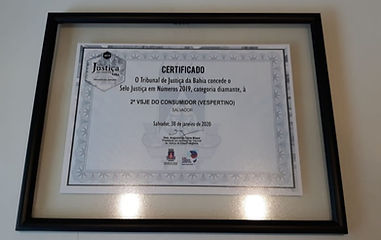 Justiça
CERTIFICADO
O Tribunal de Justiça da Bahia concede o
Selo Justiça em Números 2019, categoria diamante, à
2ª VSJE DO CONSUMIDOR (VESPERTINO)
SALVADOR
Salvador, 30 de janeiro de 2020